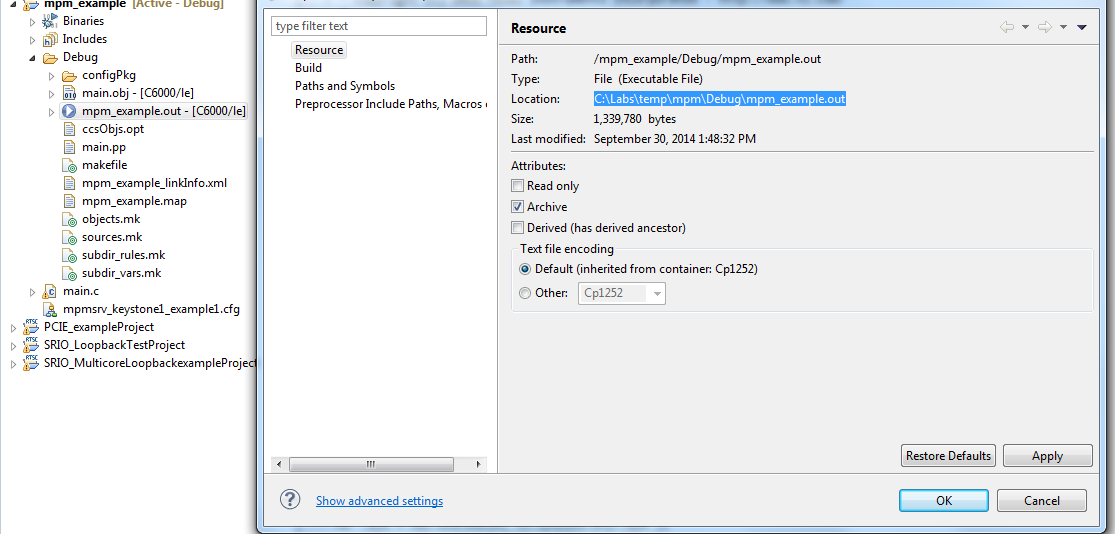 mpm_example [Active - Debug]
Binaries
Includes
Debug
configPkg
main.obj - [C6000/le]
mpm_example.out - [C6000/le]
ccsObjs.opt
main.pp
makefile
mpm_example_linkInfo.xml
mpm_example.map
objects.mk
sources.mk
subdir_rules.mk
subdir_vars.mk
main.c
mpmsrv_keystone1_example1.cfg
PCIE_exampleProject
SRIO_LoopbackTestProject
SRIO_MulticoreLoopbackexampleProject
type filter text
Resource
Build
Paths and Symbols
Preprocessor Include Paths, Macros
Resource
Path: /mpm_example/Debug/mpm_example.out
Type: File (Executable File)
Location: C:\Labs\temp\mpm\Debug\mpm_example.out
Size: 1,339,780 bytes
Last modified: September 30, 2014 1:48:32 PM
Attributes:
Read only
Archive
Derived (has derived ancestor)
Text file encoding
Default (inherited from container: Cp1252)
Other: Cp1252
Restore Defaults Apply
? Show advanced settings OK Cancel